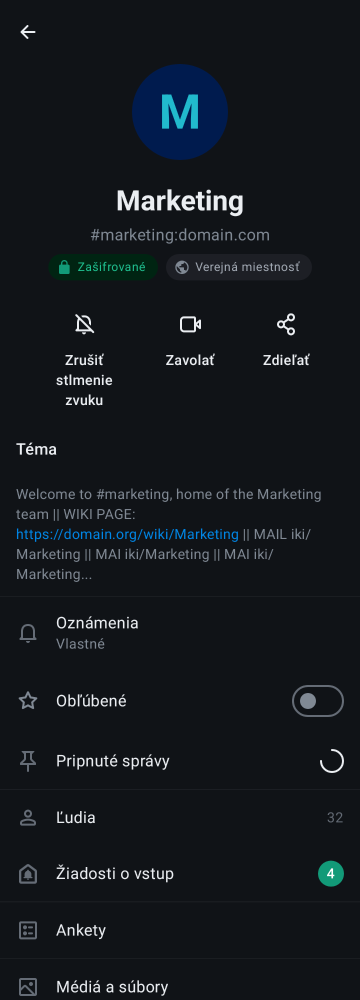 M
Marketing
#marketing:domain.com
Zašifrované
Verejná miestnosť
Zrušiť
stlmenie
zvuku
Zavolať
Zdieľať
Téma
Welcome to #marketing, home of the Marketing
team || WIKI PAGE:
https://domain.org/wiki/Marketing || MAIL iki/
Marketing || MAI iki/Marketing || MAI iki/
Marketing...
Oznámenia
Vlastné
Obľúbené
Pripnuté správy
Ľudia 32
Žiadosti o vstup 4
Ankety
Médiá a súbory